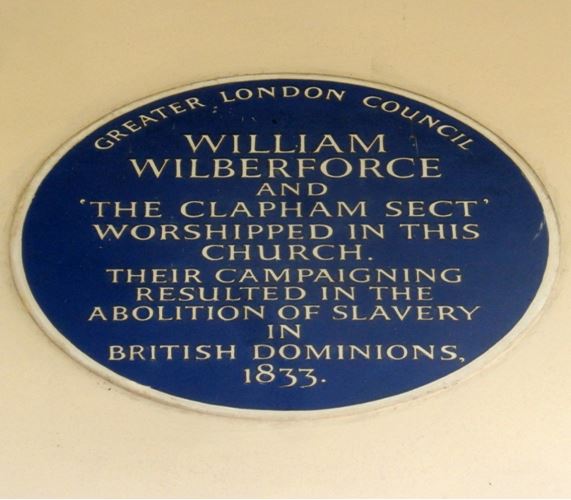 GREATER LONDON COUNCIL
WILLIAM
WILBERFORCE
AND
'THE CLAPHAM SECT'
WORSHIPPED IN THIS
CHURCH.
THEIR CAMPAIGNING
RESULTED IN THE
ABOLITION OF SLAVERY
IN
BRITISH DOMINIONS,
1833.